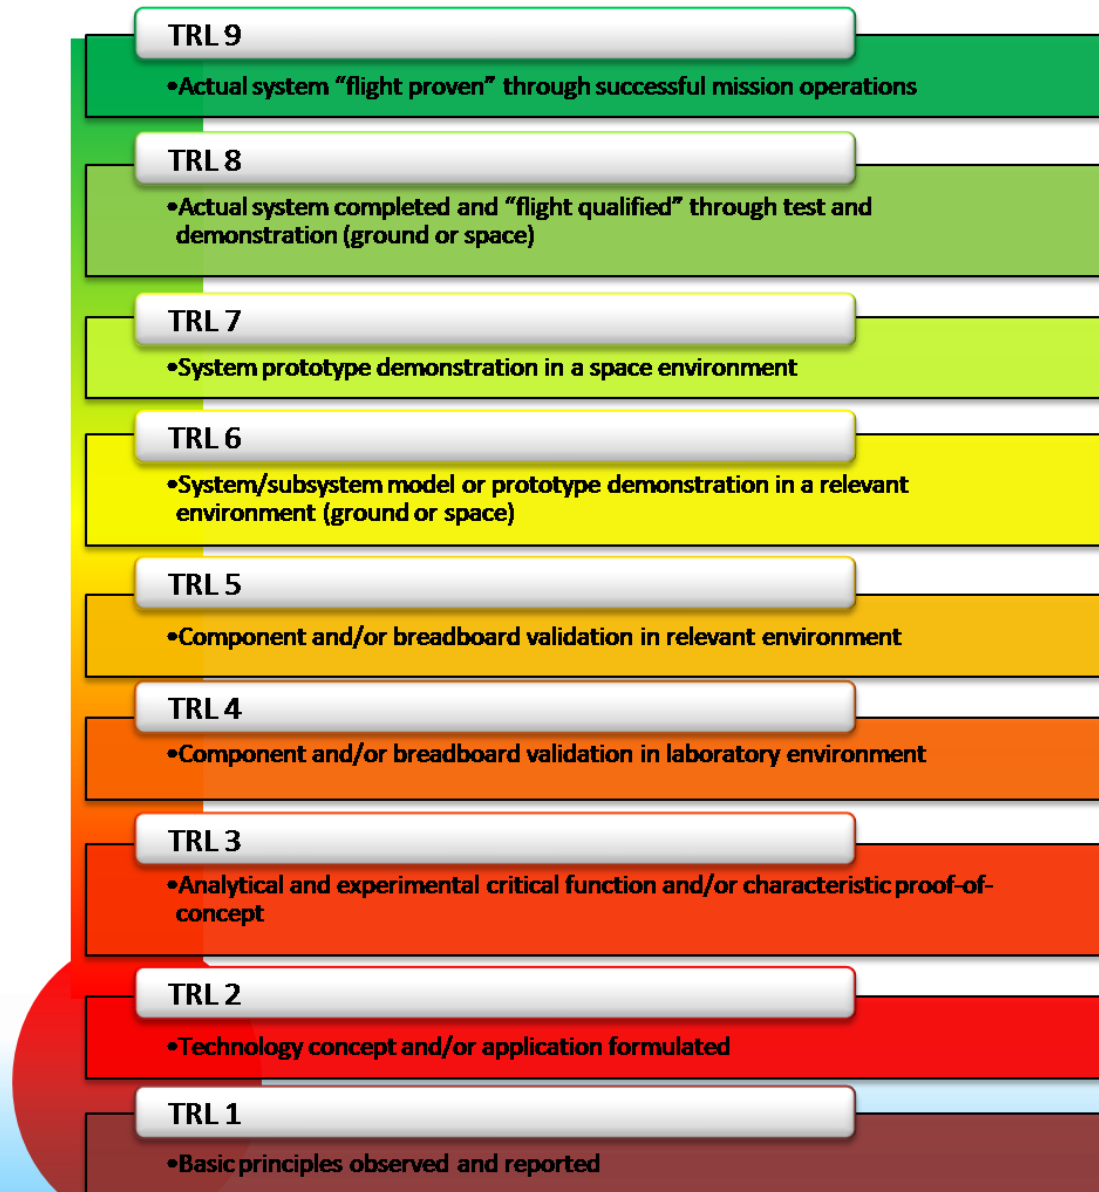 TRL 9
•Actual system “flight proven” through successful mission operations
TRL 8
•Actual system completed and “flight qualified” through test and
demonstration (ground or space)
TRL 7
•System prototype demonstration in a space environment
TRL 6
•System/subsystem model or prototype demonstration in a relevant
environment (ground or space)
TRL 5
•Component and/or breadboard validation in relevant environment
TRL 4
•Component and/or breadboard validation in laboratory environment
TRL 3
•Analytical and experimental critical function and/or characteristic proof-of-
concept
TRL 2
•Technology concept and/or application formulated
TRL 1
•Basic principles observed and reported